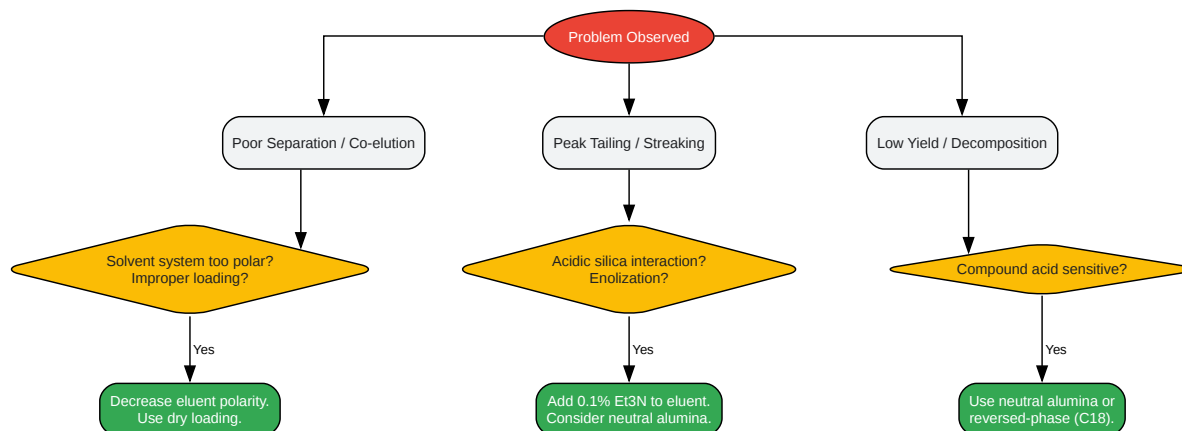 Problem Observed
Poor Separation / Co-elution
Peak Tailing / Streaking
Low Yield / Decomposition
Solvent system too polar?
Improper loading?
Acidic silica interaction?
Enolization?
Compound acid sensitive?
Yes
Yes
Yes
Decrease eluent polarity.
Use dry loading.
Add 0.1% Et3N to eluent.
Consider neutral alumina.
Use neutral alumina or
reversed-phase (C18).